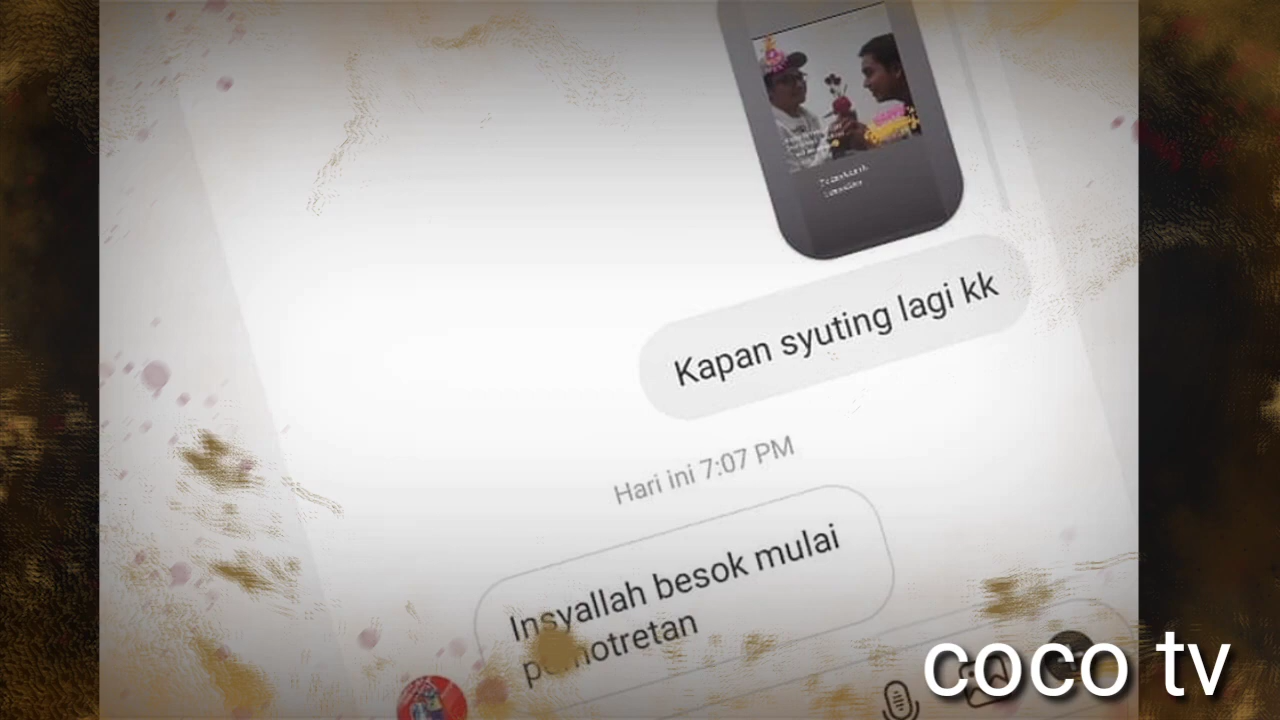 Kapan syuting lagi kk
Hari ini 7:07 PM
Insyallah besok mulai
pemotretan
coco tv